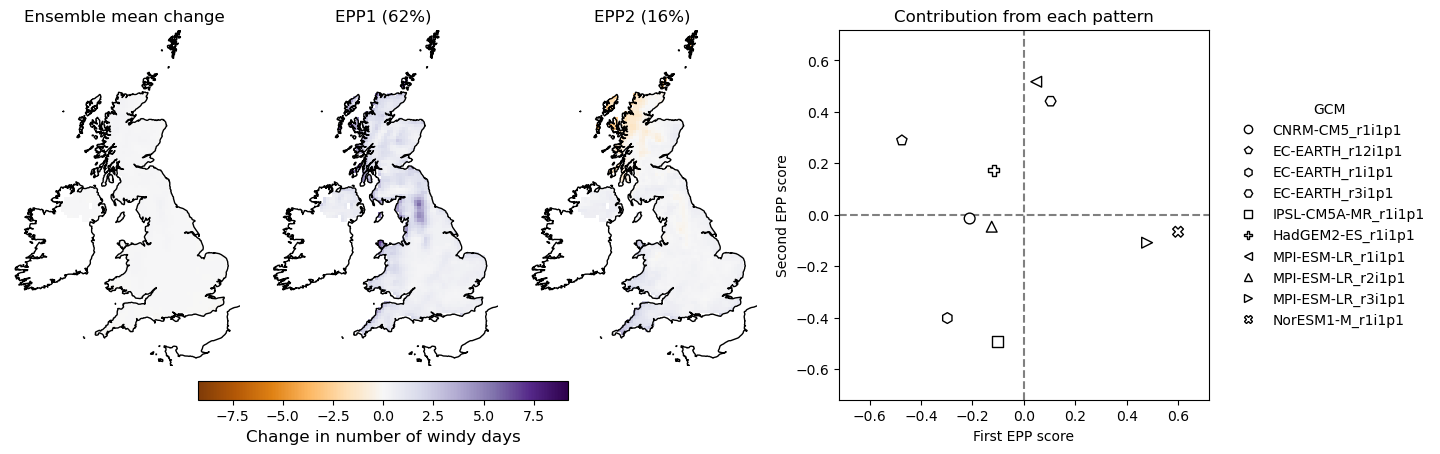 Ensemble mean change
EPP1 (62%)
EPP2 (16%)
−7.5 −5.0 −2.5 0.0 2.5 5.0 7.5
Change in number of windy days
Contribution from each pattern
Second EPP score
0.6
0.4
0.2
0.0
−0.2
−0.4
−0.6
−0.6 −0.4 −0.2 0.0 0.2 0.4 0.6
First EPP score
GCM
CNRM-CM5_r1i1p1
EC-EARTH_r12i1p1
EC-EARTH_r1i1p1
EC-EARTH_r3i1p1
IPSL-CM5A-MR_r1i1p1
HadGEM2-ES_r1i1p1
MPI-ESM-LR_r1i1p1
MPI-ESM-LR_r2i1p1
MPI-ESM-LR_r3i1p1
NorESM1-M_r1i1p1